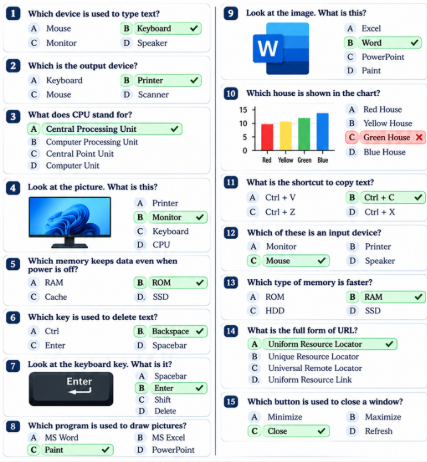 1 Which device is used to type text?
A Mouse B Keyboard ✓
C Monitor D Speaker
2 Which is the output device?
A Keyboard B Printer ✓
C Mouse D Scanner
3 What does CPU stand for?
A Central Processing Unit ✓
B Computer Processing Unit
C Central Point Unit
D Computer Unit
4 Look at the picture. What is this?
A Printer
B Monitor ✓
C Keyboard
D CPU
5 Which memory keeps data even when
power is off?
A RAM B. ROM ✓
C Cache D. SSD
6 Which key is used to delete text?
A Ctrl B. Backspace ✓
C Enter D Spacebar
7 Look at the keyboard key. What is it?
Enter
A Spacebar
B Enter ✓
C Shift
D Delete
8 Which program is used to draw pictures?
A MS Word B MS Excel
C Paint ✓ D PowerPoint
9 Look at the image. What is this?
W
A Excel
B Word ✓
C PowerPoint
D Paint
10 Which house is shown in the chart?
15
10
5
0
Red Yellow Green Blue
A Red House
B Yellow House
C Green House ✗
D. Blue House
11 What is the shortcut to copy text?
A Ctrl + V B Ctrl + C ✓
C Ctrl + Z D Ctrl + X
12 Which of these is an input device?
A Monitor B Printer
C Mouse ✓ D Speaker
13 Which type of memory is faster?
A ROM B RAM ✓
C HDD D SSD
14 What is the full form of URL?
A Uniform Resource Locator ✓
B Unique Resource Locator
C Universal Remote Locator
D. Uniform Resource Link
15 Which button is used to close a window?
A Minimize B Maximize
C Close ✓ D Refresh